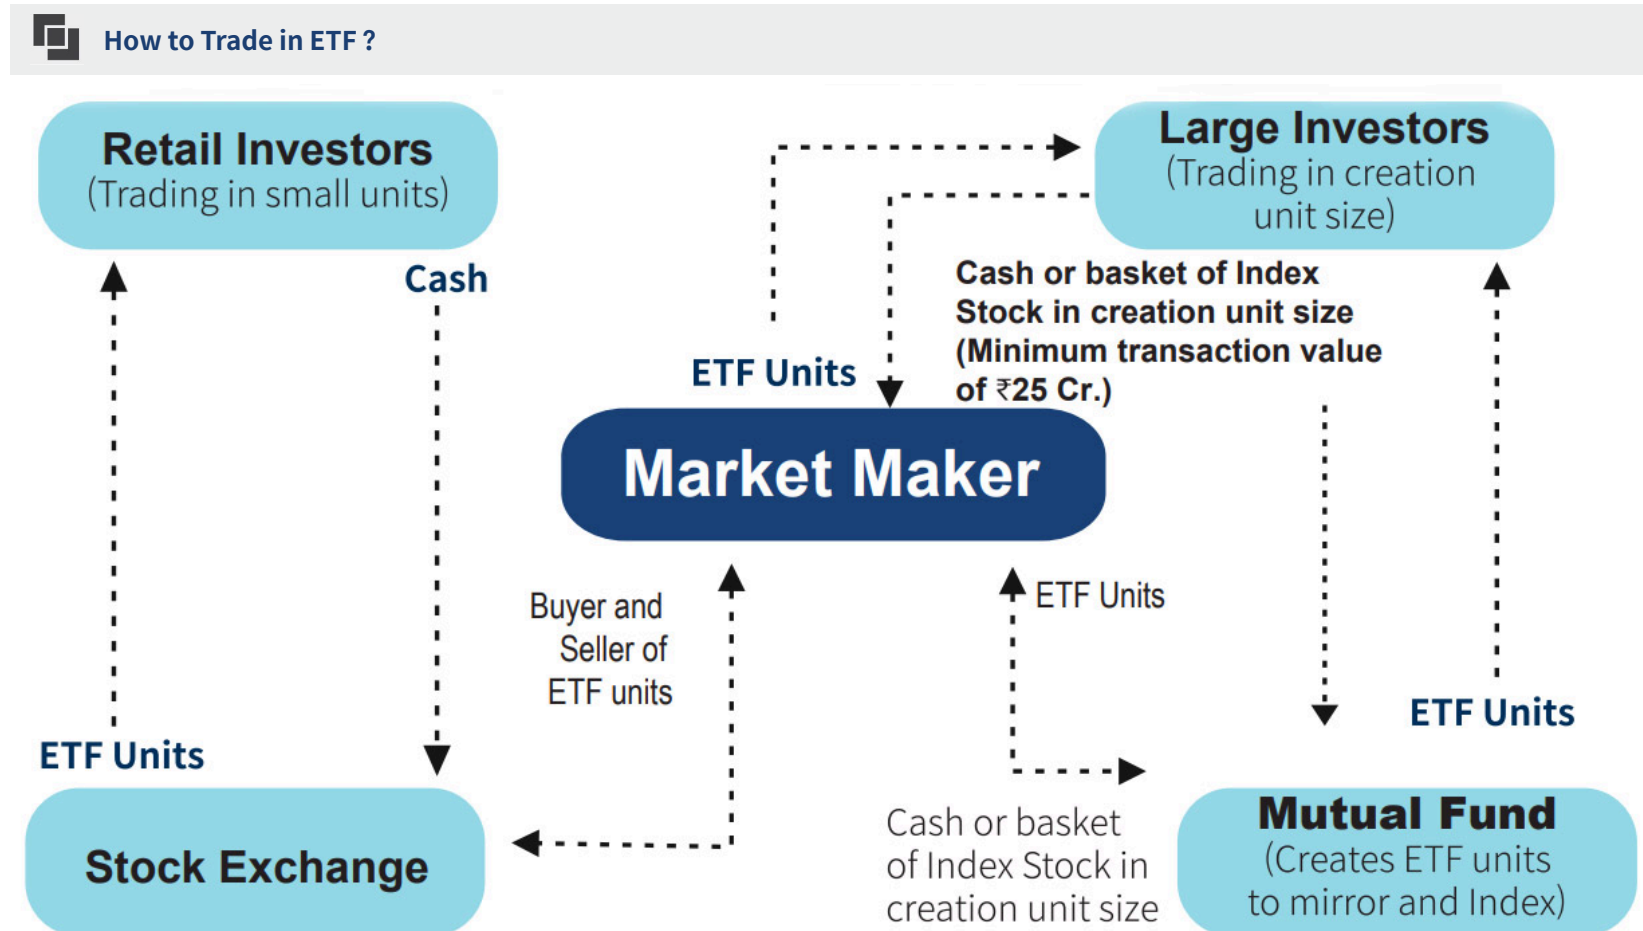 How to Trade in ETF ?
Retail Investors
(Trading in small units)
Large Investors
(Trading in creation
unit size)
Cash
Cash or basket of Index
Stock in creation unit size
(Minimum transaction value
of ₹25 Cr.)
ETF Units
Market Maker
Buyer and
Seller of
ETF units
ETF Units
ETF Units
ETF Units
Stock Exchange
Cash or basket
of Index Stock in
creation unit size
Mutual Fund
(Creates ETF units
to mirror and Index)